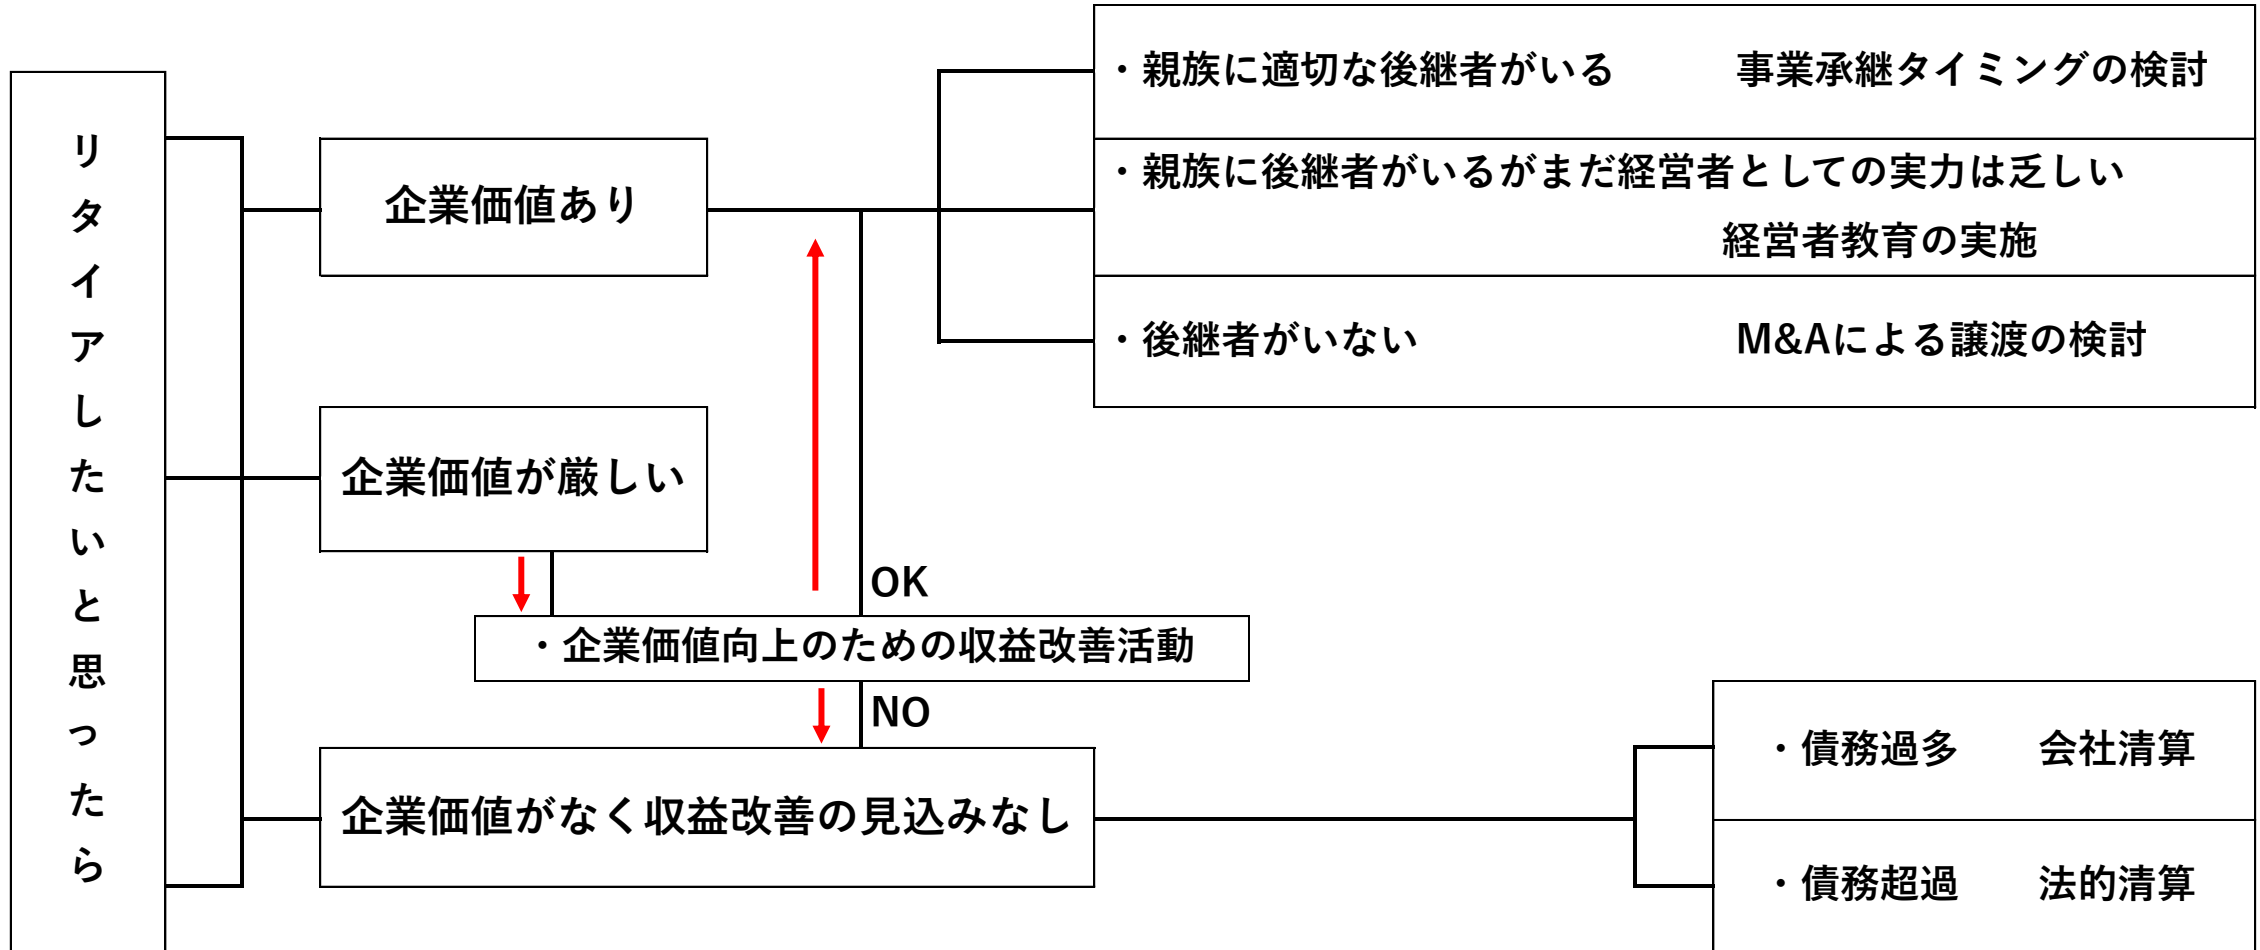 リタイアしたいと思ったら
企業価値あり
・親族に適切な後継者がいる 事業承継タイミングの検討
・親族に後継者がいるがまだ経営者としての実力は乏しい
経営者教育の実施
・後継者がいない M&Aによる譲渡の検討
企業価値が厳しい
OK
・企業価値向上のための収益改善活動
NO
企業価値がなく収益改善の見込みなし
・債務過多 会社清算
・債務超過 法的清算